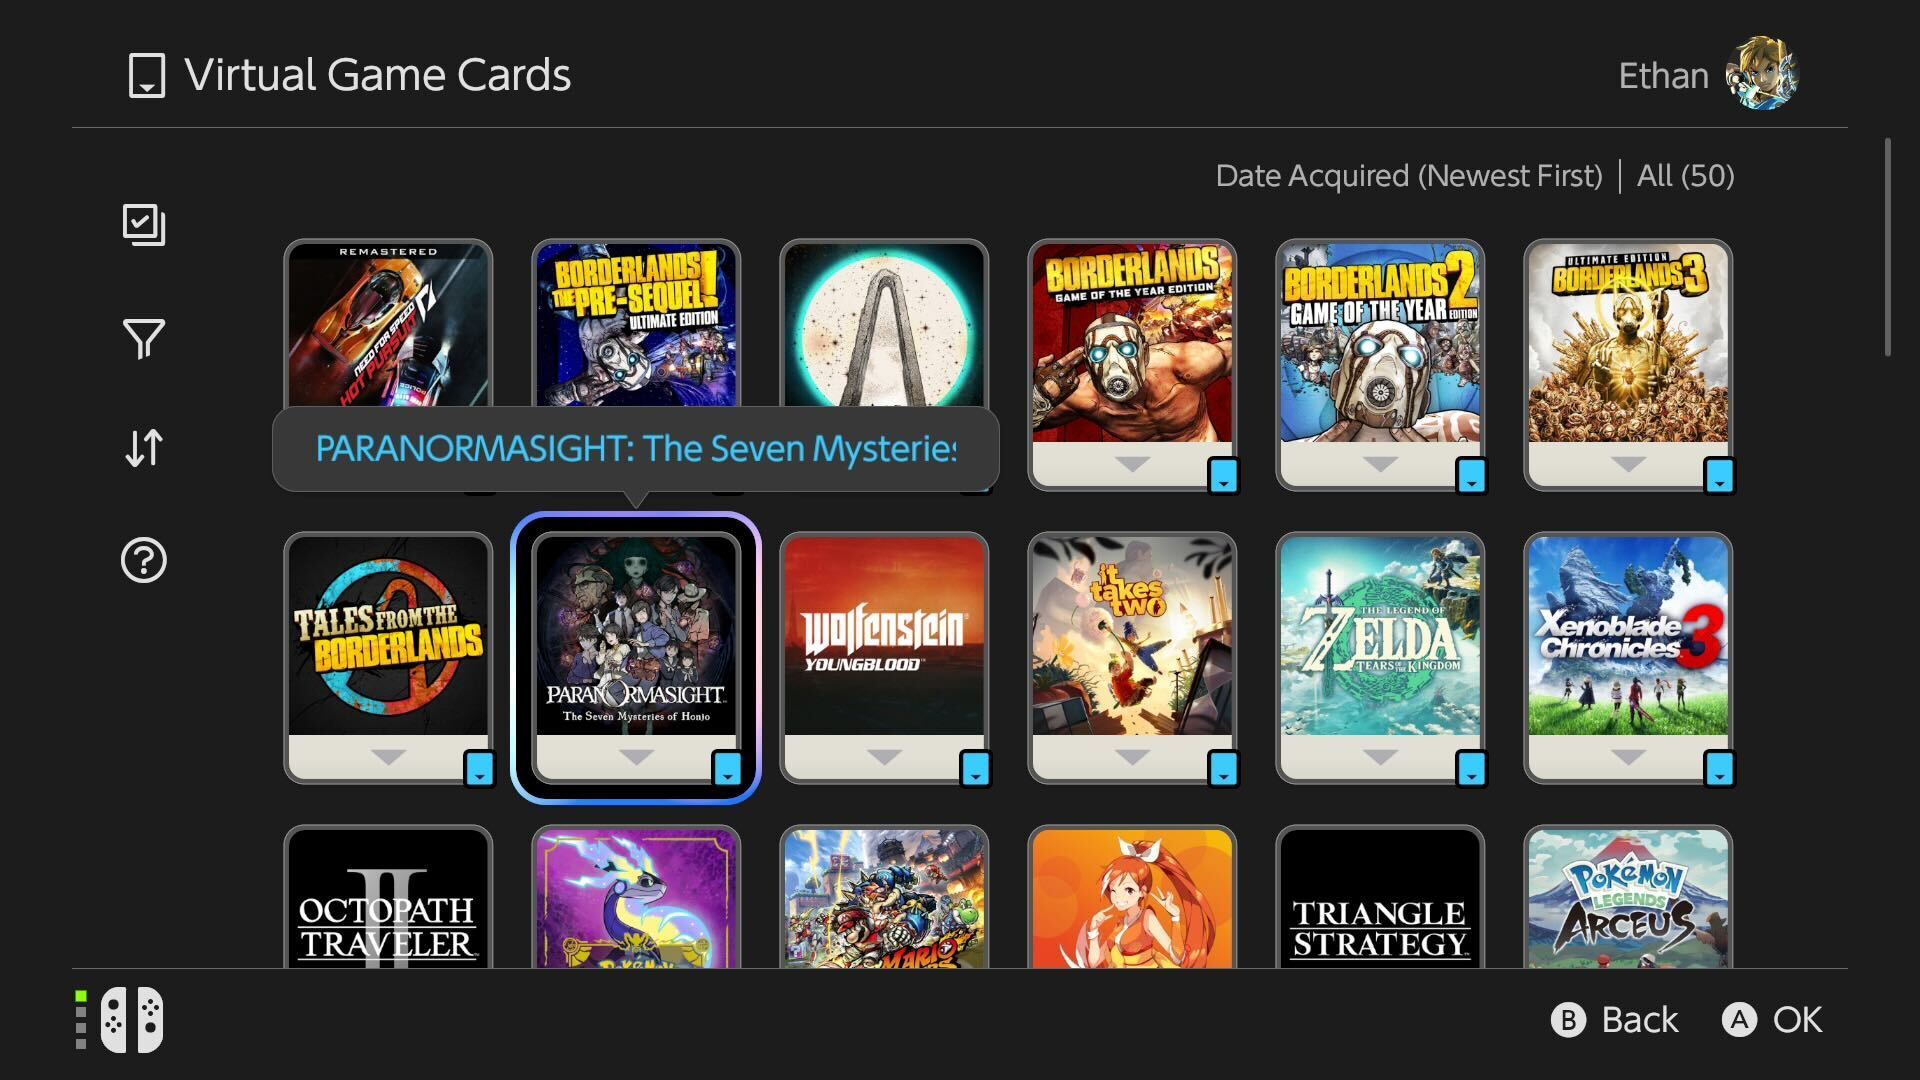 Virtual Game Cards
Ethan
Date Acquired (Newest First) | All (50)
REMASTERED
NEED FOR SPEED
HOT PURSUIT
POLICE
BORDERLANDS
THE PRE-SEQUEL!
ULTIMATE EDITION
BORDERLANDS
GAME OF THE YEAR EDITION
BORDERLANDS 2
GAME OF THE YEAR EDITION
ULTIMATE EDITION
BORDERLANDS 3
PARANORMASIGHT: The Seven Mysteries
TALES FROM THE
BORDERLANDS
PARANORMASIGHT
The Seven Mysteries of Honjo
Wolfenstein
YOUNGBLOOD
it
takes
two
THE LEGEND OF
ZELDA
TEARS OF THE KINGDOM
Xenoblade
Chronicles 3
OCTOPATH
TRAVELER
II
Pokémon
MARIO
TRIANGLE
STRATEGY
Pokémon
LEGENDS
ARCEUS
B Back
A OK